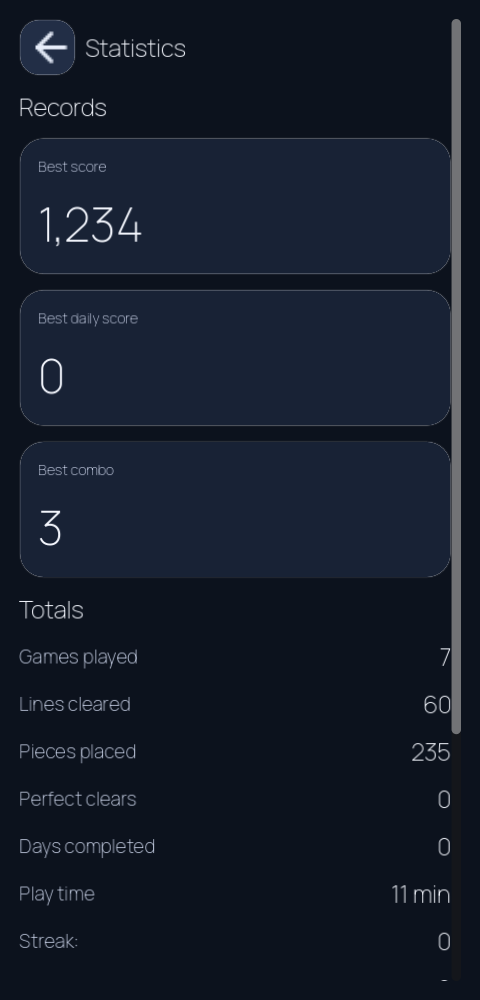 Statistics
Records
Best score
1,234
Best daily score
0
Best combo
3
Totals
Games played 7
Lines cleared 60
Pieces placed 235
Perfect clears 0
Days completed 0
Play time 11 min
Streak: 0